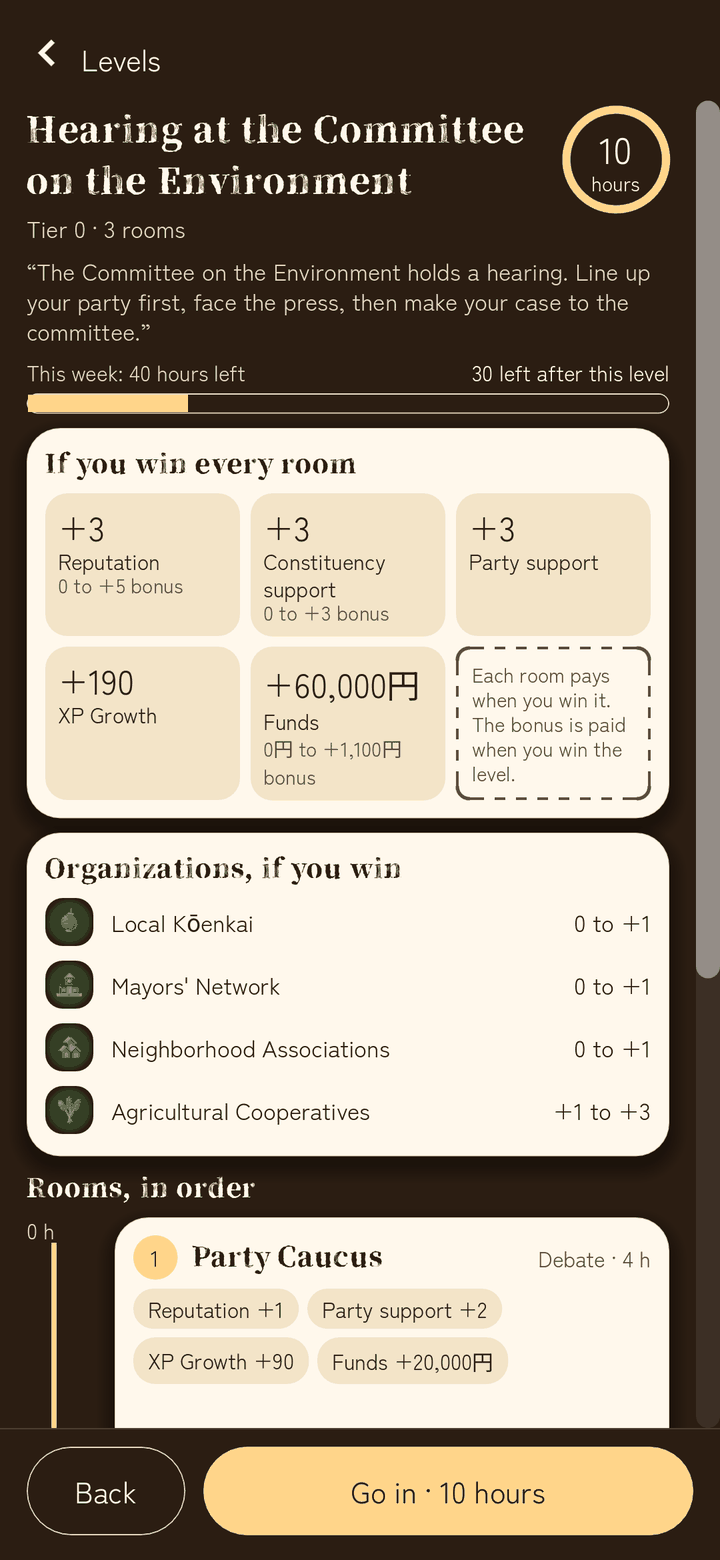 Levels
Hearing at the Committee
on the Environment
10
hours
Tier 0 · 3 rooms
“The Committee on the Environment holds a hearing. Line up
your party first, face the press, then make your case to the
committee.”
This week: 40 hours left
30 left after this level
If you win every room
+3
Reputation
0 to +5 bonus
+3
Constituency
support
0 to +3 bonus
+3
Party support
+190
XP Growth
+60,000円
Funds
0円 to +1,100円
bonus
Each room pays
when you win it.
The bonus is paid
when you win the
level.
Organizations, if you win
Local Kōenkai
0 to +1
Mayors' Network
0 to +1
Neighborhood Associations
0 to +1
Agricultural Cooperatives
+1 to +3
Rooms, in order
0 h
1
Party Caucus
Debate · 4 h
Reputation +1
Party support +2
XP Growth +90
Funds +20,000円
Back
Go in · 10 hours